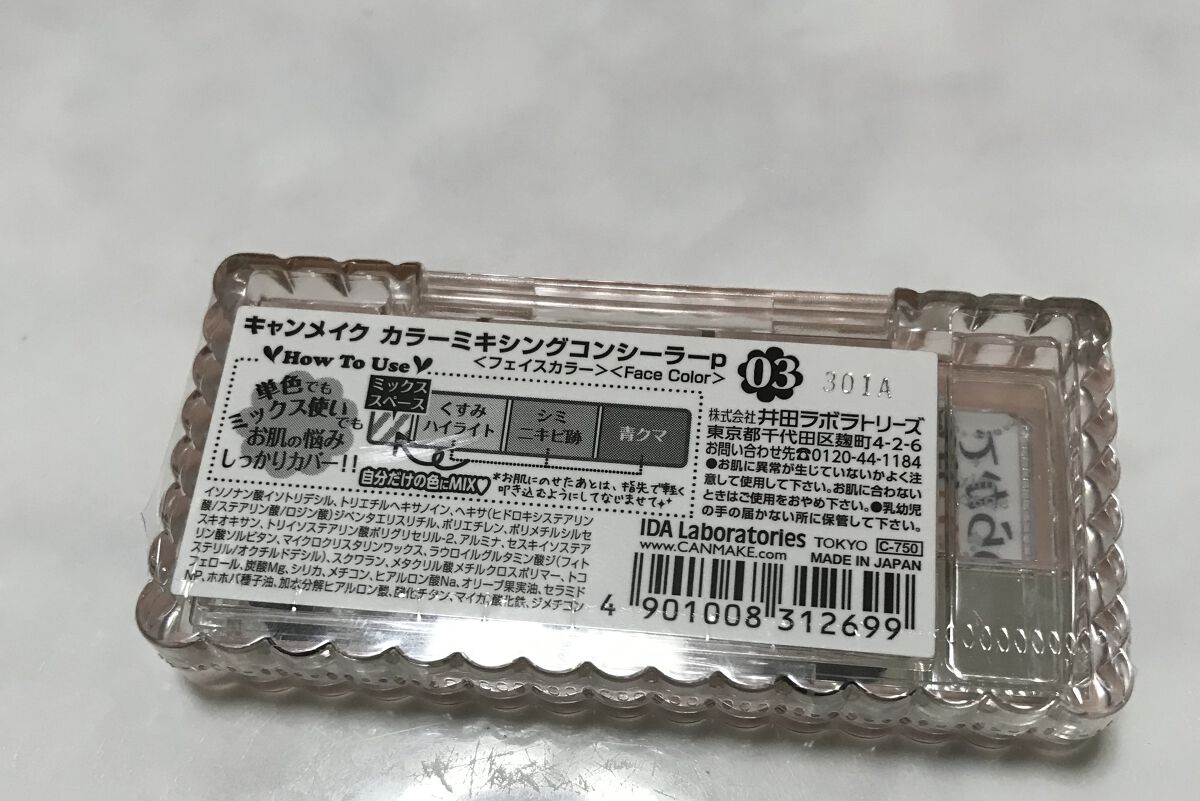 キャンメイク カラーミキシングコンシーラーp
<フェイスカラー><Face Color>
03
301A
How To Use
単色でも
ミックス使いでも
お肌の悩み
しっかりカバー!!
ミックス
スペース
くすみ
ハイライト
シミ
ニキビ跡
青クマ
自分だけの色にMIX♥
*お肌にのせたあとは、指先で軽く
叩き込むようにしてなじませて
イソノナン酸イソトリデシル、トリエチルヘキサノイン、ヘキサ(ヒドロキシステアリン
酸/ステアリン酸/ロジン酸)ジペンタエリスリチル、ポリエチレン、ポリメチルシルセ
スキオキサン、トリイソステアリン酸ポリグリセリル-2、アルミナ、セスキイソステア
リン酸ソルビタン、マイクロクリスタリンワックス、ラウロイルグルタミン酸ジ(フィト
ステリル/オクチルドデシル)、スクワラン、メタクリル酸メチルクロスポリマー、トコ
フェロール、炭酸Mg、シリカ、メチコン、ヒアルロン酸Na、オリーブ果実油、セラミド
NP、ホホバ種子油、加水分解ヒアルロン酸、酸化チタン、マイカ、酸化鉄、ジメチコン
株式会社 井田ラボラトリーズ
東京都千代田区麹町4-2-6
お問い合わせ先☎0120-44-1184
●お肌に異常が生じていないかよく注
意して使用して下さい。お肌に合わない
ときはご使用をおやめ下さい。●乳幼児
の手の届かない所に保管して下さい。
IDA Laboratories TOKYO C-750
WWW.CANMAKE.com MADE IN JAPAN
4 901008 312699